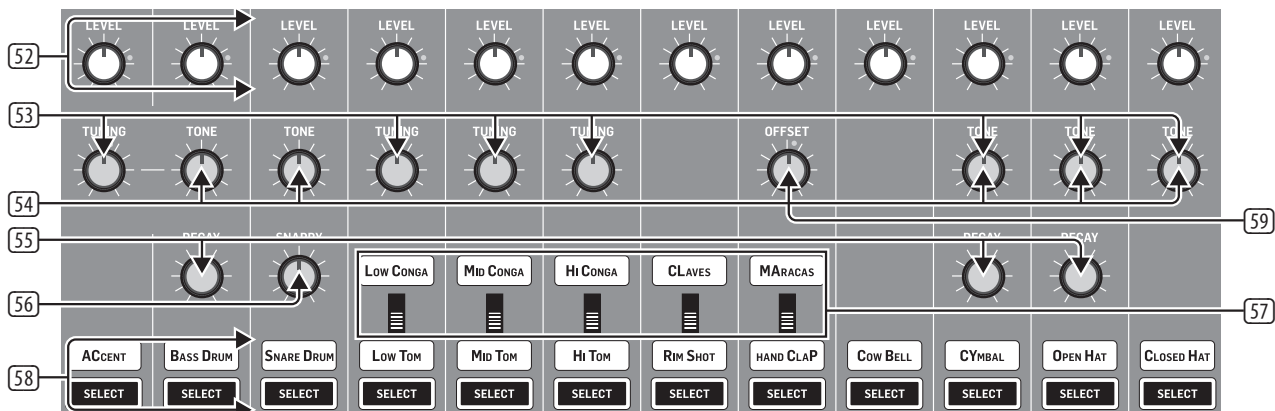 LEVEL LEVEL LEVEL LEVEL LEVEL LEVEL LEVEL LEVEL LEVEL LEVEL LEVEL LEVEL
52
53
TUNING TONE TONE TUNING TUNING TUNING OFFSET TONE TONE TONE
54
59
55
DECAY SNAPPY DECAY DECAY
LOW CONGA MID CONGA HI CONGA CLAVES MARACAS
56
57
ACCENT BASS DRUM SNARE DRUM LOW TOM MID TOM HI TOM RIM SHOT HAND CLAP COW BELL CYMBAL OPEN HAT CLOSED HAT
58
SELECT SELECT SELECT SELECT SELECT SELECT SELECT SELECT SELECT SELECT SELECT SELECT